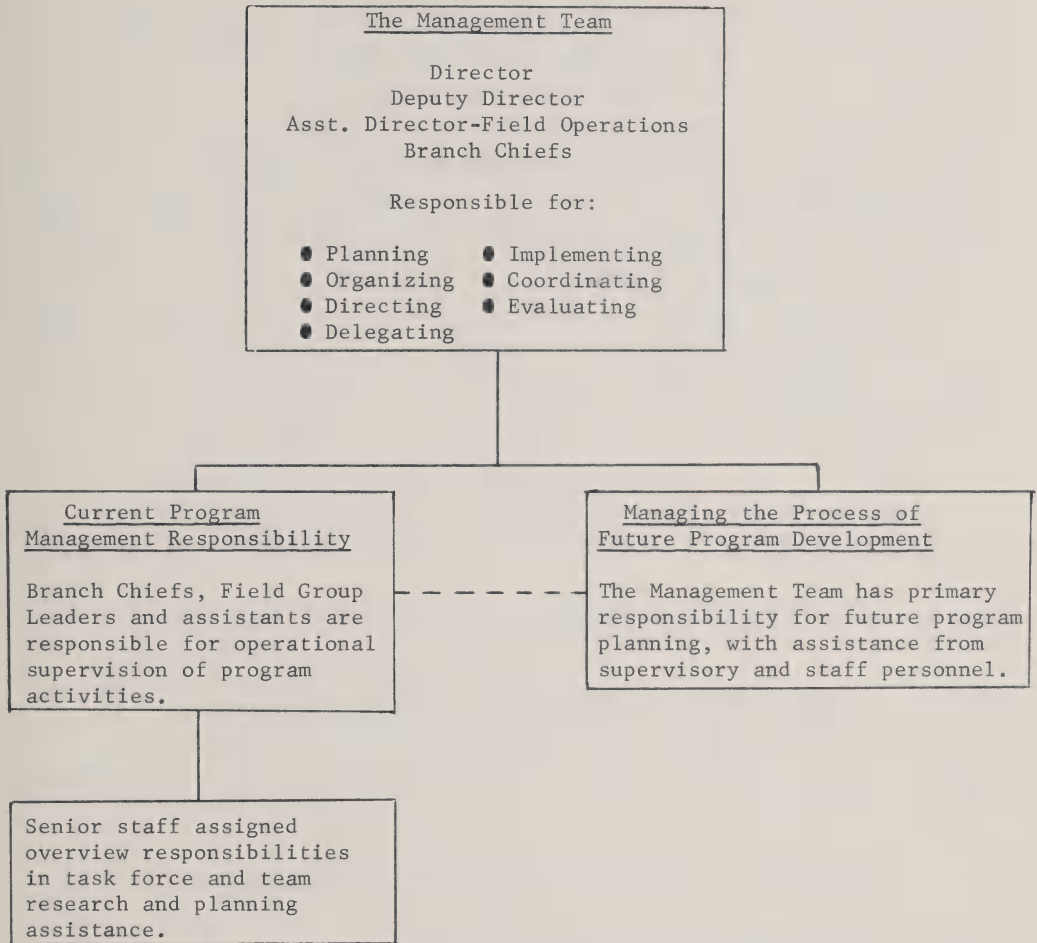 The Management Team
Director
Deputy Director
Asst. Director-Field Operations
Branch Chiefs
Responsible for:
● Planning ● Implementing
● Organizing ● Coordinating
● Directing ● Evaluating
● Delegating
Current Program
Management Responsibility
Branch Chiefs, Field Group
Leaders and assistants are
responsible for operational
supervision of program
activities.
Managing the Process of
Future Program Development
The Management Team has primary
responsibility for future program
planning, with assistance from
supervisory and staff personnel.
Senior staff assigned
overview responsibilities
in task force and team
research and planning
assistance.